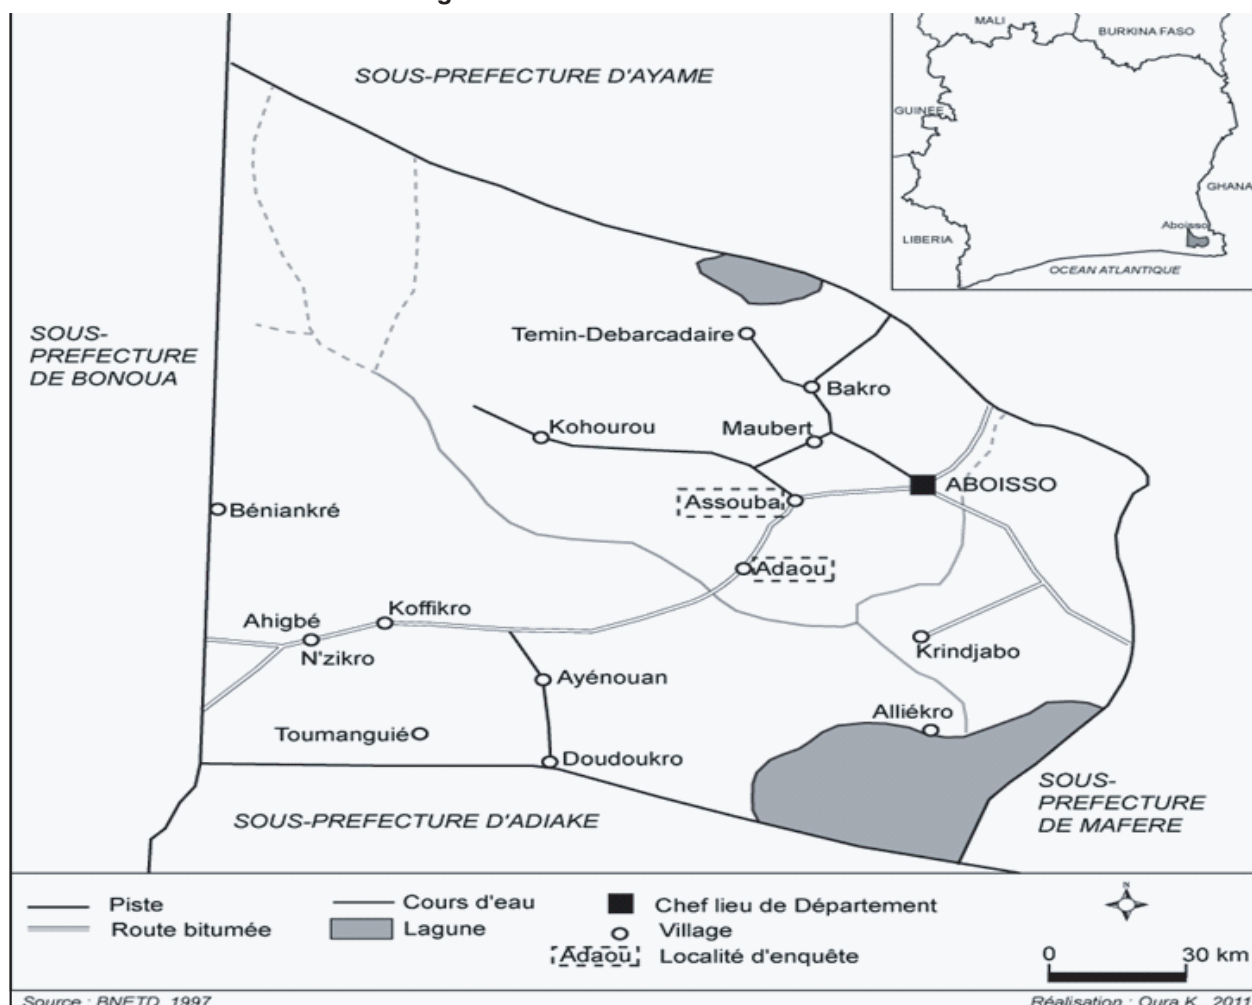 MALI
BURKINA FASO
GUINEE
GHANA
Aboisso
LIBERIA
OCEAN ATLANTIQUE
SOUS-PREFECTURE D'AYAME
SOUS-
PREFECTURE
DE BONOUA
Temin-Debarcadaire
Bakro
Kohourou
Maubert
ABOISSO
Assouba
Béniankré
Adaou
Koffikro
Ahigbé
N'zikro
Krindjabo
Ayénouan
Alliékro
Toumanguié
Doudoukro
SOUS-
PREFECTURE
DE MAFERE
SOUS-PREFECTURE D'ADIAKE
Piste
Route bitumée
Cours d'eau
Lagune
Chef lieu de Département
Village
Adaou Localité d'enquête
N
0 30 km
Source : BNETD, 1997
Réalisation : Oura K., 2011